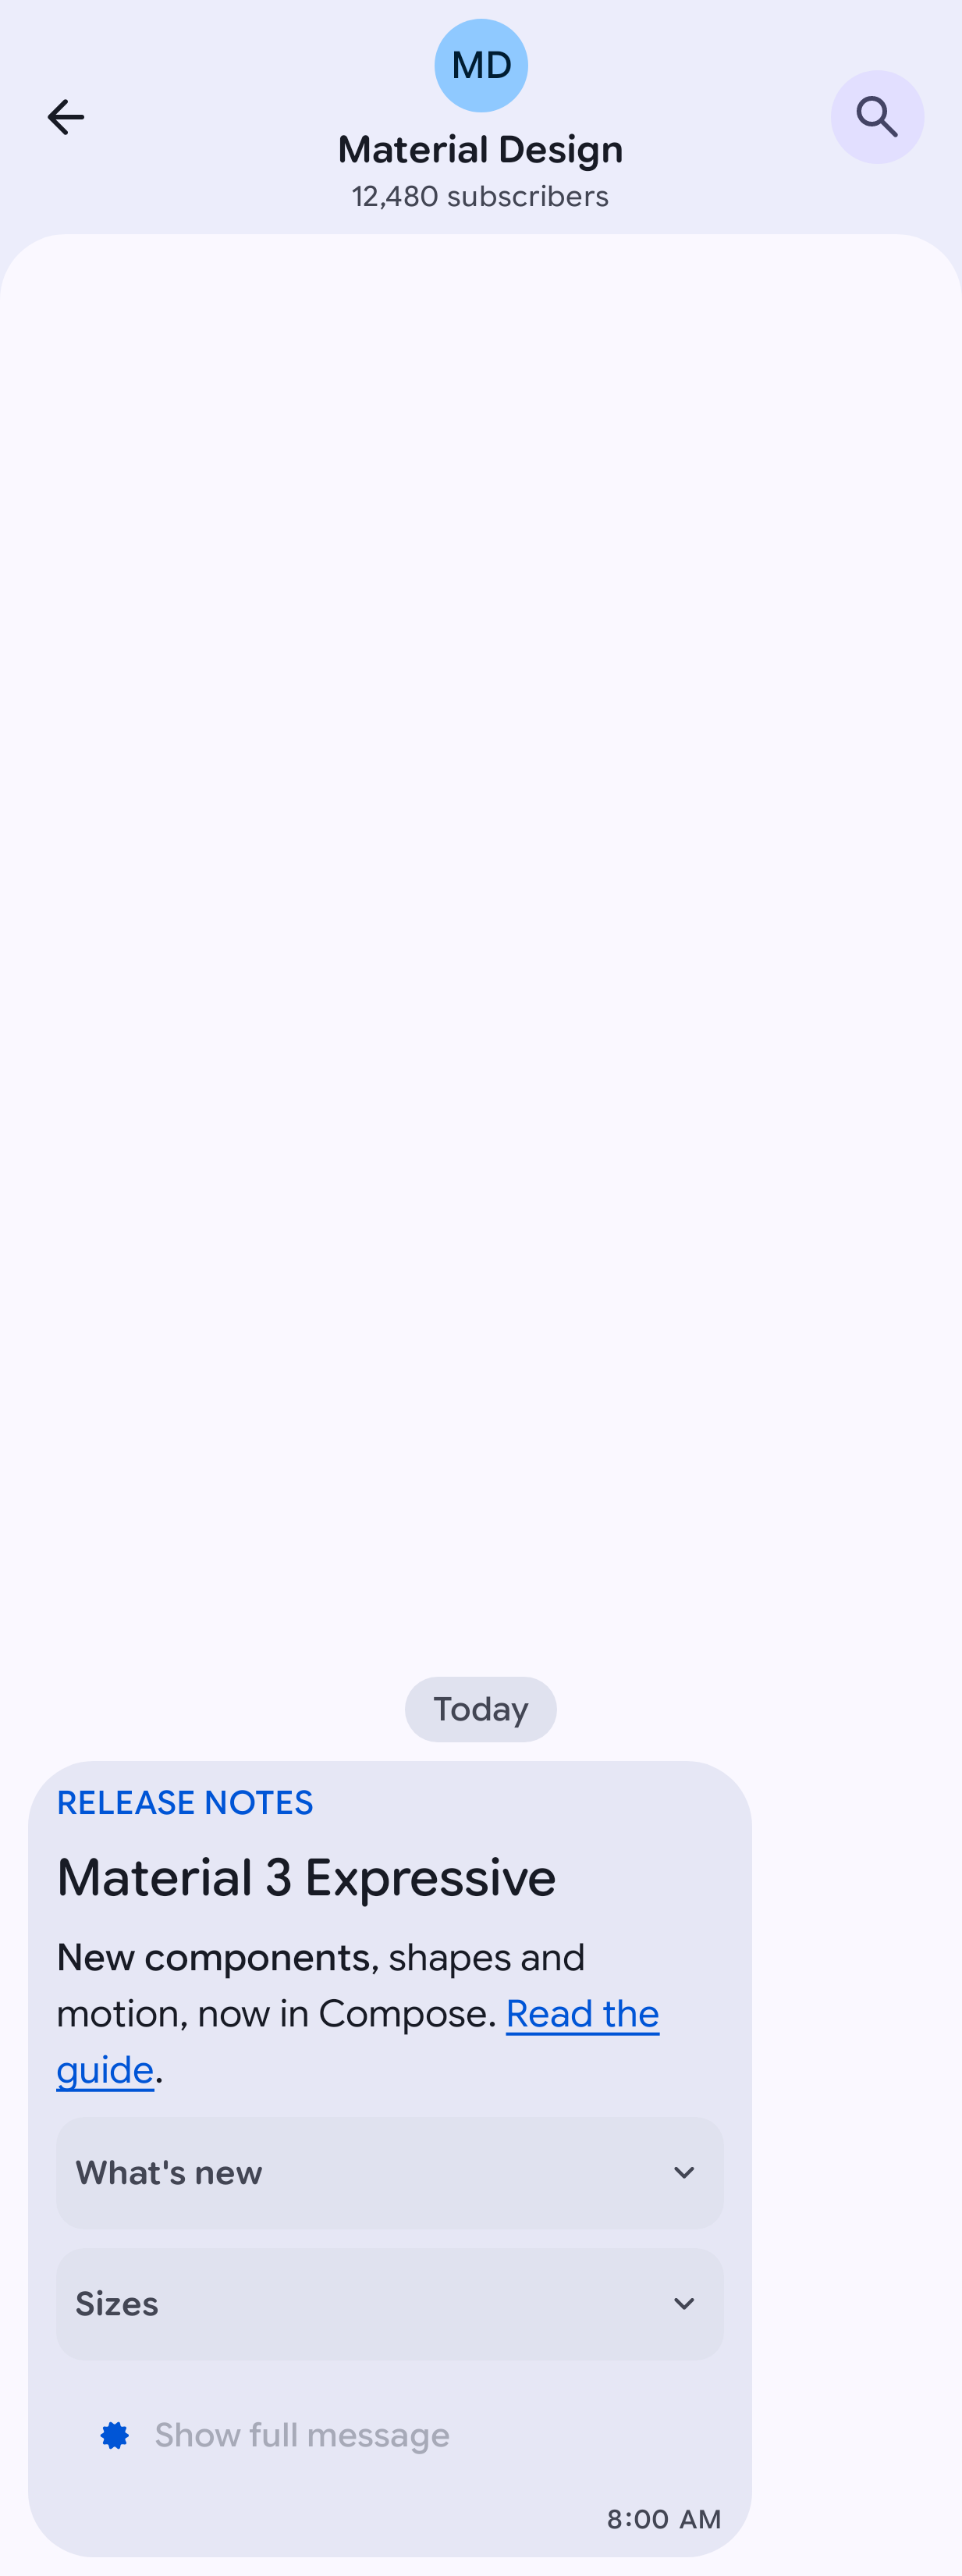 MD
Material Design
12,480 subscribers
Today
RELEASE NOTES
Material 3 Expressive
New components, shapes and
motion, now in Compose. Read the
guide.
What's new
Sizes
Show full message
8:00 AM